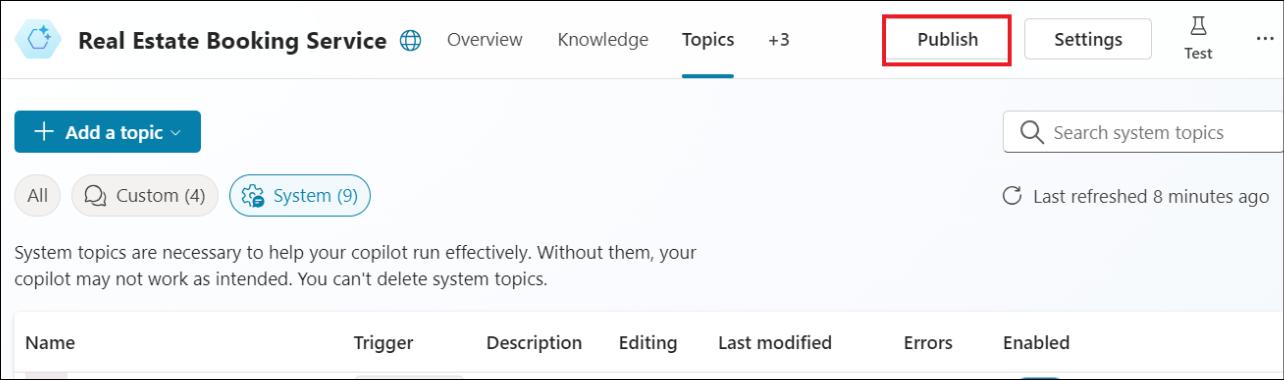 Real Estate Booking Service Overview Knowledge Topics +3 Publish Settings Test ...
+ Add a topic
Search system topics
All Custom (4) System (9)
Last refreshed 8 minutes ago
System topics are necessary to help your copilot run effectively. Without them, your
copilot may not work as intended. You can't delete system topics.
Name Trigger Description Editing Last modified Errors Enabled